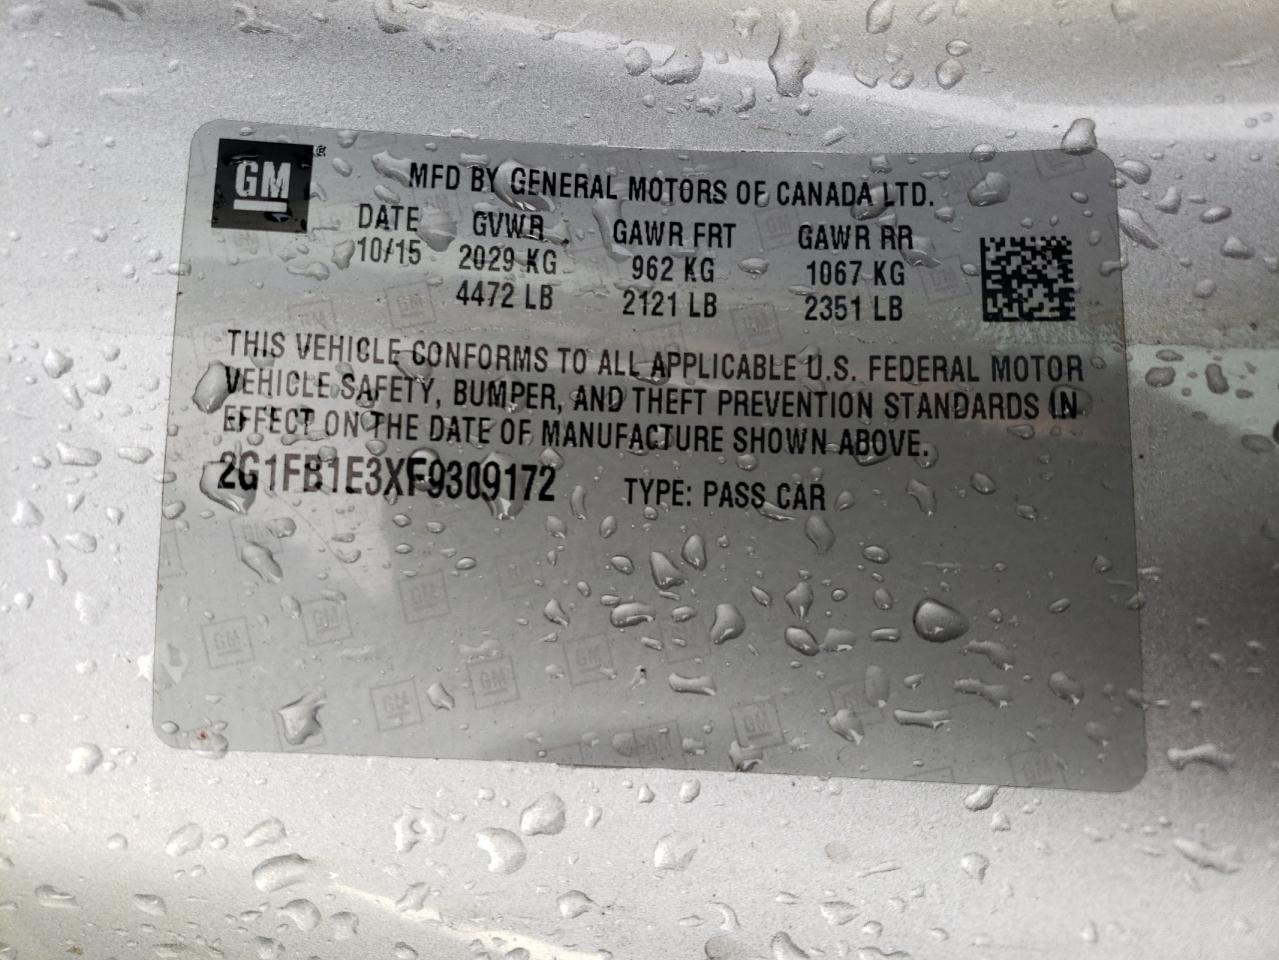 GM
MFD BY GENERAL MOTORS OF CANADA LTD.
DATE GVWR GAWR FRT GAWR RR
10/15 2029 KG 962 KG 1067 KG
4472 LB 2121 LB 2351 LB
THIS VEHICLE CONFORMS TO ALL APPLICABLE U.S. FEDERAL MOTOR
VEHICLE SAFETY, BUMPER, AND THEFT PREVENTION STANDARDS IN
EFFECT ON THE DATE OF MANUFACTURE SHOWN ABOVE.
2G1FB1E3XF9309172 TYPE: PASS CAR